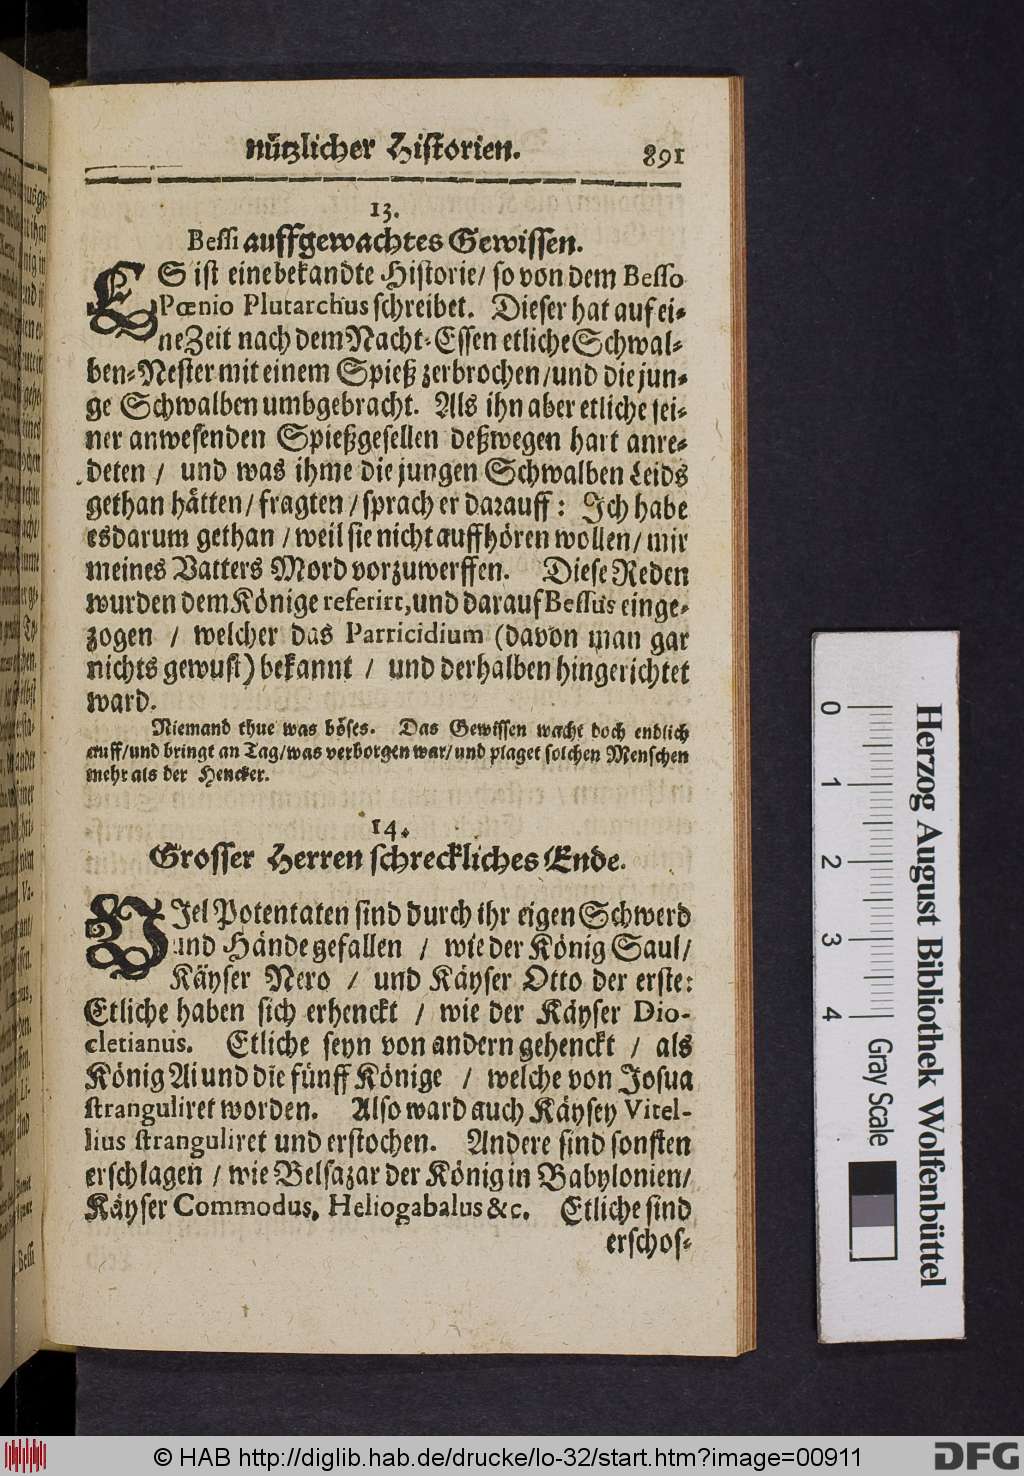 nützlicher Historien. 891
13.
Bessi auffgewachtes Gewissen.
ES ist eine bekandte Historie / so von dem Besso
Pœnio Plutarchus schreibet. Dieser hat auf ei-
ne Zeit nach dem Nacht-Essen etliche Schwal-
ben-Nester mit einem Spieß zerbrochen / und die jun-
ge Schwalben umbgebracht. Als ihn aber etliche sei-
ner anwesenden Spießgesellen deßwegen hart anre-
deten / und was ihme die jungen Schwalben Leids
gethan hätten / fragten / sprach er darauff: Ich habe
es darum gethan / weil sie nicht auffhören wollen / mir
meines Vatters Mord vorzuwerffen. Diese Reden
wurden dem Könige referirt, und darauf Bessus einge-
zogen / welcher das Parricidium (davon man gar
nichts gewust) bekannt / und derhalben hingerichtet
ward.
Niemand thue was böses. Das Gewissen wacht doch endlich
auff / und bringt an Tag / was verborgen war / und plaget solchen Menschen
mehr als der Hencker.
14.
Grosser Herren schreckliches Ende.
VIel Potentaten sind durch ihr eigen Schwerd
und Hände gefallen / wie der König Saul /
Käyser Nero / und Käyser Otto der erste:
Etliche haben sich erhenckt / wie der Käyser Dio-
cletianus. Etliche seyn von andern gehenckt / als
König Ai und die fünff Könige / welche von Josua
stranguliret worden. Also ward auch Käysey Vitel-
lius stranguliret und erstochen. Andere sind sonsten
erschlagen / wie Belsazar der König in Babylonien /
Käyser Commodus, Heliogabalus &c. Etliche sind
erschos-
Bessi
0 1 2 3 4
Herzog August Bibliothek Wolfenbüttel
Gray Scale
© HAB http://diglib.hab.de/drucke/lo-32/start.htm?image=00911
DFG